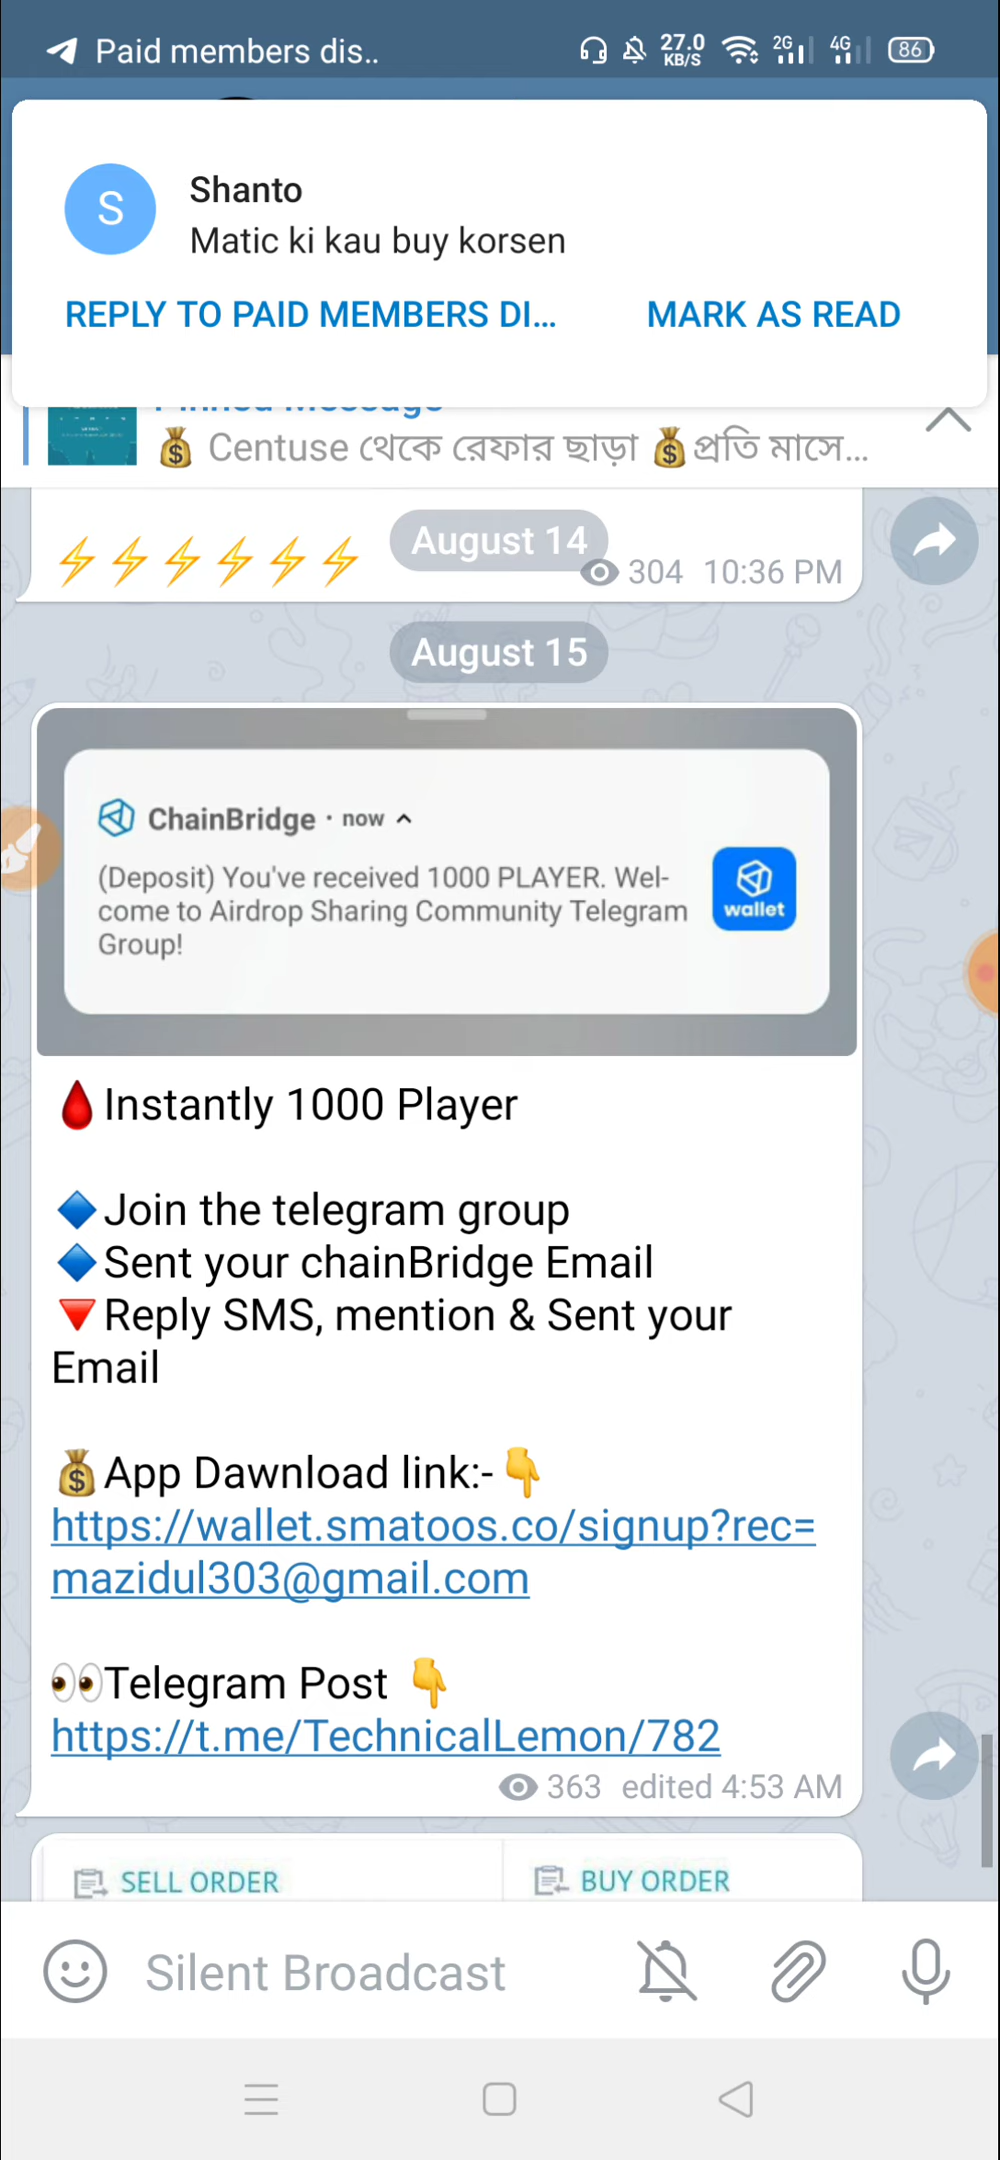 Paid members dis..
27.0
KB/S
2G
4G
86
S
Shanto
Matic ki kau buy korsen
REPLY TO PAID MEMBERS DI...
MARK AS READ
Pinned Message
💰 Centuse থেকে রেফার ছাড়া 💰প্রতি মাসে...
⚡⚡⚡⚡⚡⚡
August 14
304 10:36 PM
August 15
ChainBridge · now
(Deposit) You've received 1000 PLAYER. Wel-
come to Airdrop Sharing Community Telegram
Group!
wallet
🩸Instantly 1000 Player
🔷Join the telegram group
🔷Sent your chainBridge Email
🔻Reply SMS, mention & Sent your
Email
💰App Dawnload link:-👇
https://wallet.smatoos.co/signup?rec=
mazidul303@gmail.com
👀Telegram Post 👇
https://t.me/TechnicalLemon/782
363 edited 4:53 AM
SELL ORDER
BUY ORDER
Silent Broadcast